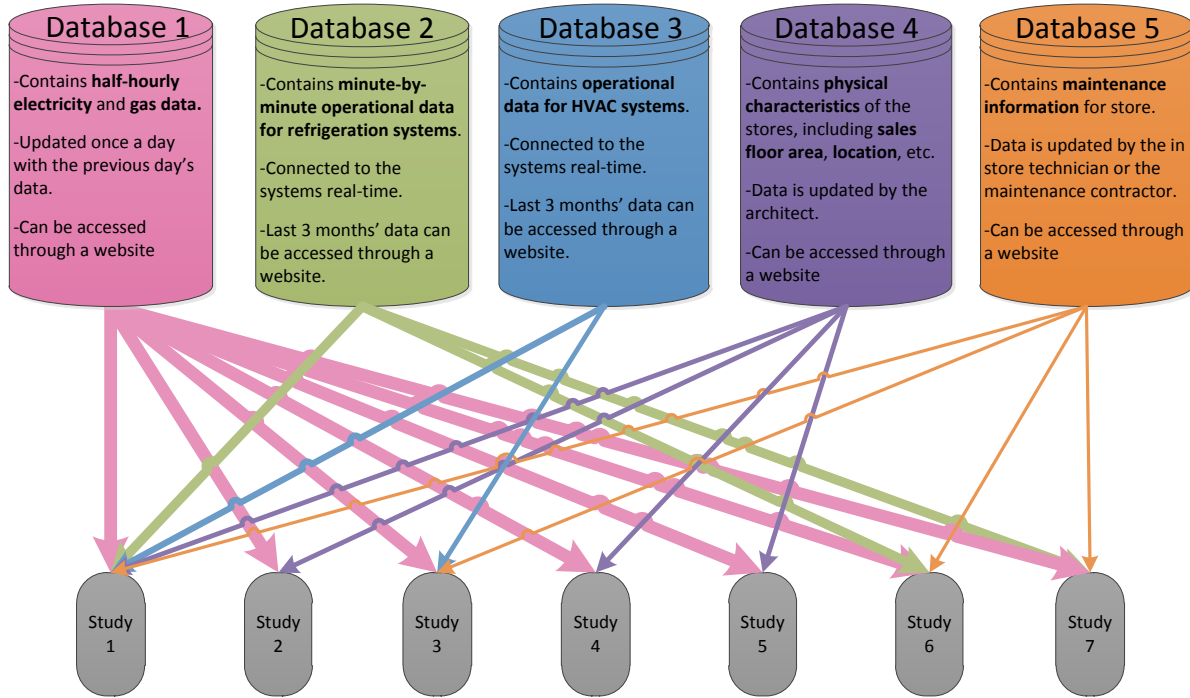 Database 1
-Contains half-hourly
electricity and gas data.
-Updated once a day
with the previous day's
data.
-Can be accessed
through a website
Database 2
-Contains minute-by-
minute operational data
for refrigeration systems.
-Connected to the
systems real-time.
-Last 3 months' data can
be accessed through a
website.
Database 3
-Contains operational
data for HVAC systems.
-Connected to the
systems real-time.
-Last 3 months' data can
be accessed through a
website.
Database 4
-Contains physical
characteristics of the
stores, including sales
floor area, location, etc.
-Data is updated by the
architect.
-Can be accessed through
a website
Database 5
-Contains maintenance
information for store.
-Data is updated by the in
store technician or the
maintenance contractor.
-Can be accessed through
a website
Study
1
Study
2
Study
3
Study
4
Study
5
Study
6
Study
7